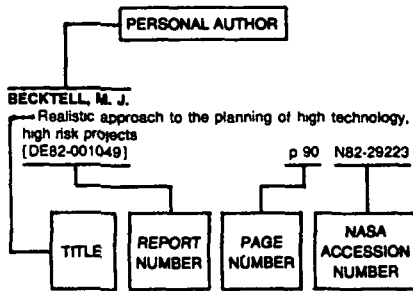 PERSONAL AUTHOR
BECKTELL, M. J.
Realistic approach to the planning of high technology,
high risk projects
[DE82-001049] p 90 N82-29223
TITLE
REPORT NUMBER
PAGE NUMBER
NASA ACCESSION NUMBER